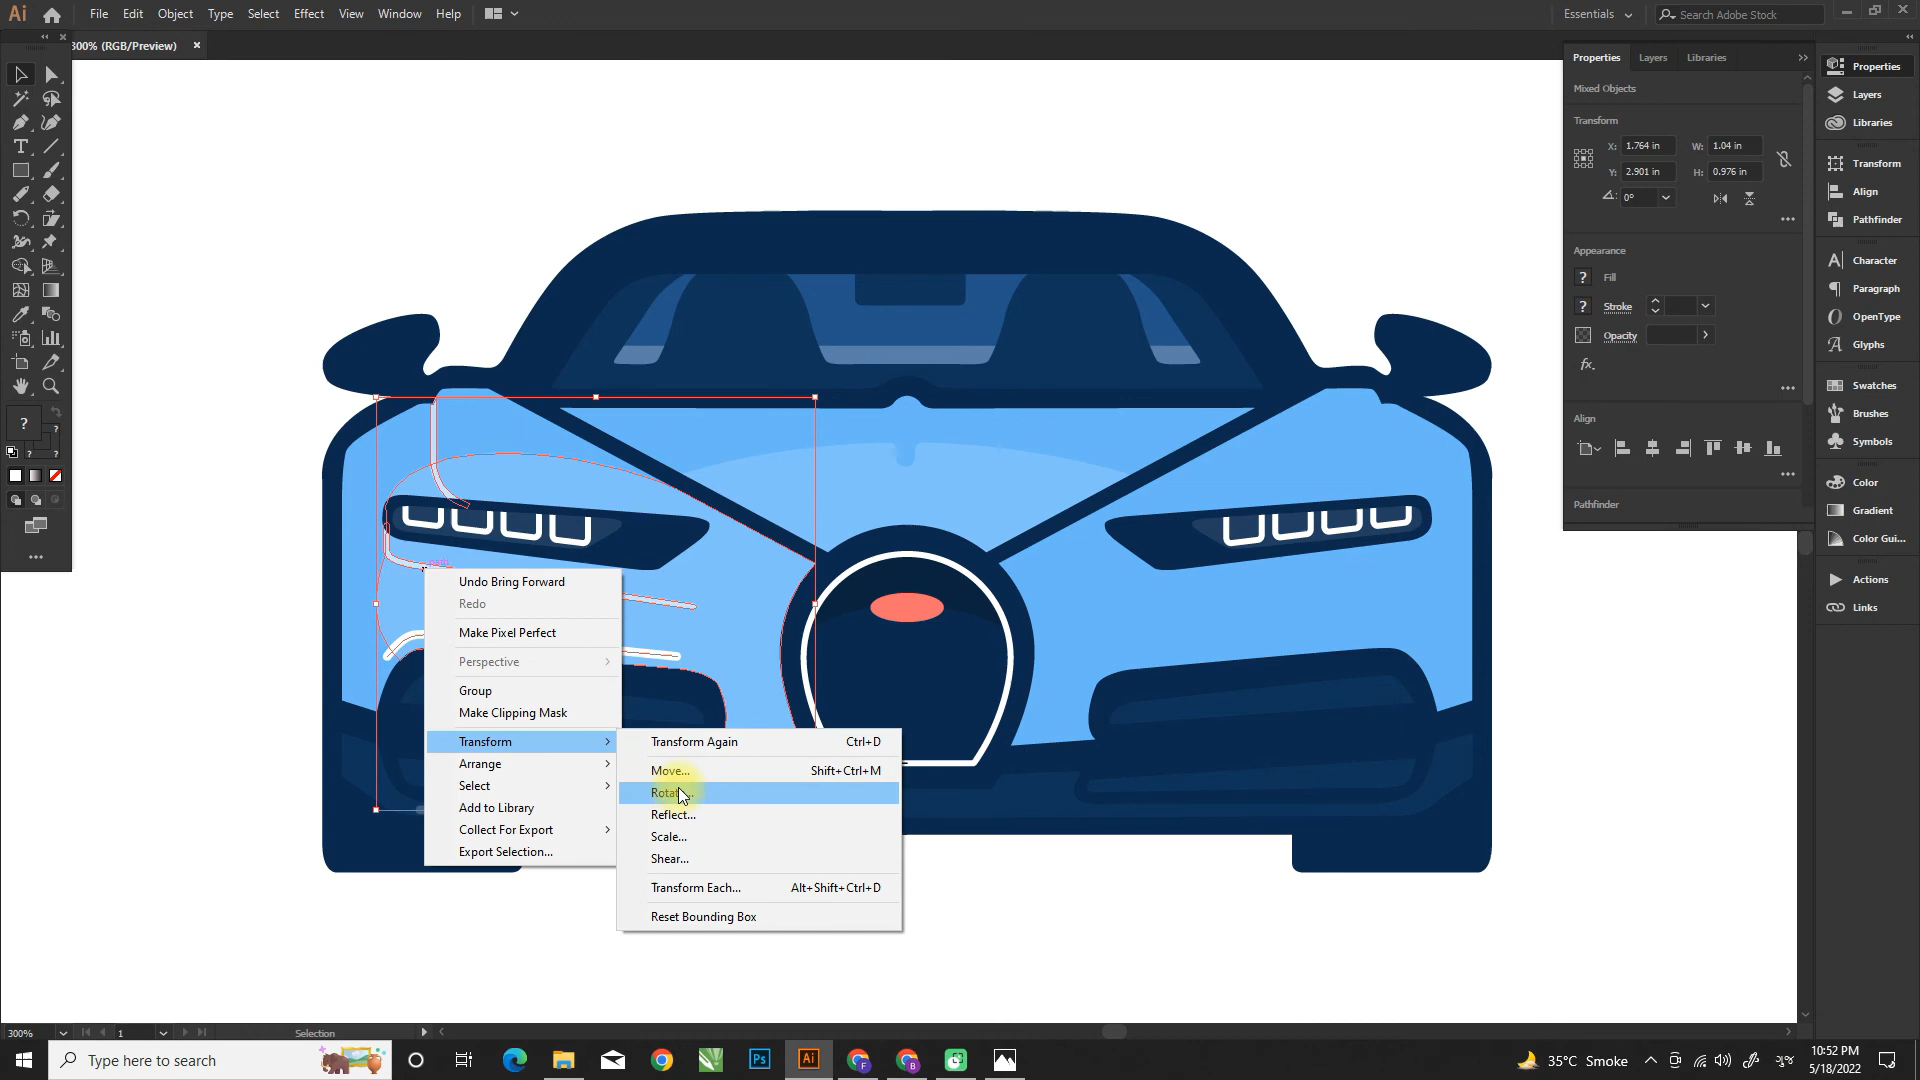 Ai File Edit Object Type Select Effect View Window Help
Essentials Search Adobe Stock
300% (RGB/Preview) ×
Properties Layers Libraries
Mixed Objects
Transform
X: 1.764 in W: 1.04 in
Y: 2.901 in H: 0.976 in
0°
Appearance
? Fill
? Stroke
Opacity
fx.
Align
Pathfinder
Properties
Layers
Libraries
Transform
Align
Pathfinder
Character
Paragraph
OpenType
Glyphs
Swatches
Brushes
Symbols
Color
Gradient
Color Gui...
Actions
Links
path
Undo Bring Forward
Redo
Make Pixel Perfect
Perspective
Group
Make Clipping Mask
Transform
Arrange
Select
Add to Library
Collect For Export
Export Selection...
Transform Again Ctrl+D
Move... Shift+Ctrl+M
Reflect...
Scale...
Shear...
Transform Each... Alt+Shift+Ctrl+D
Reset Bounding Box
300% 1 Selection
Type here to search
Ps Ai F B
35°C Smoke
10:52 PM
5/18/2022